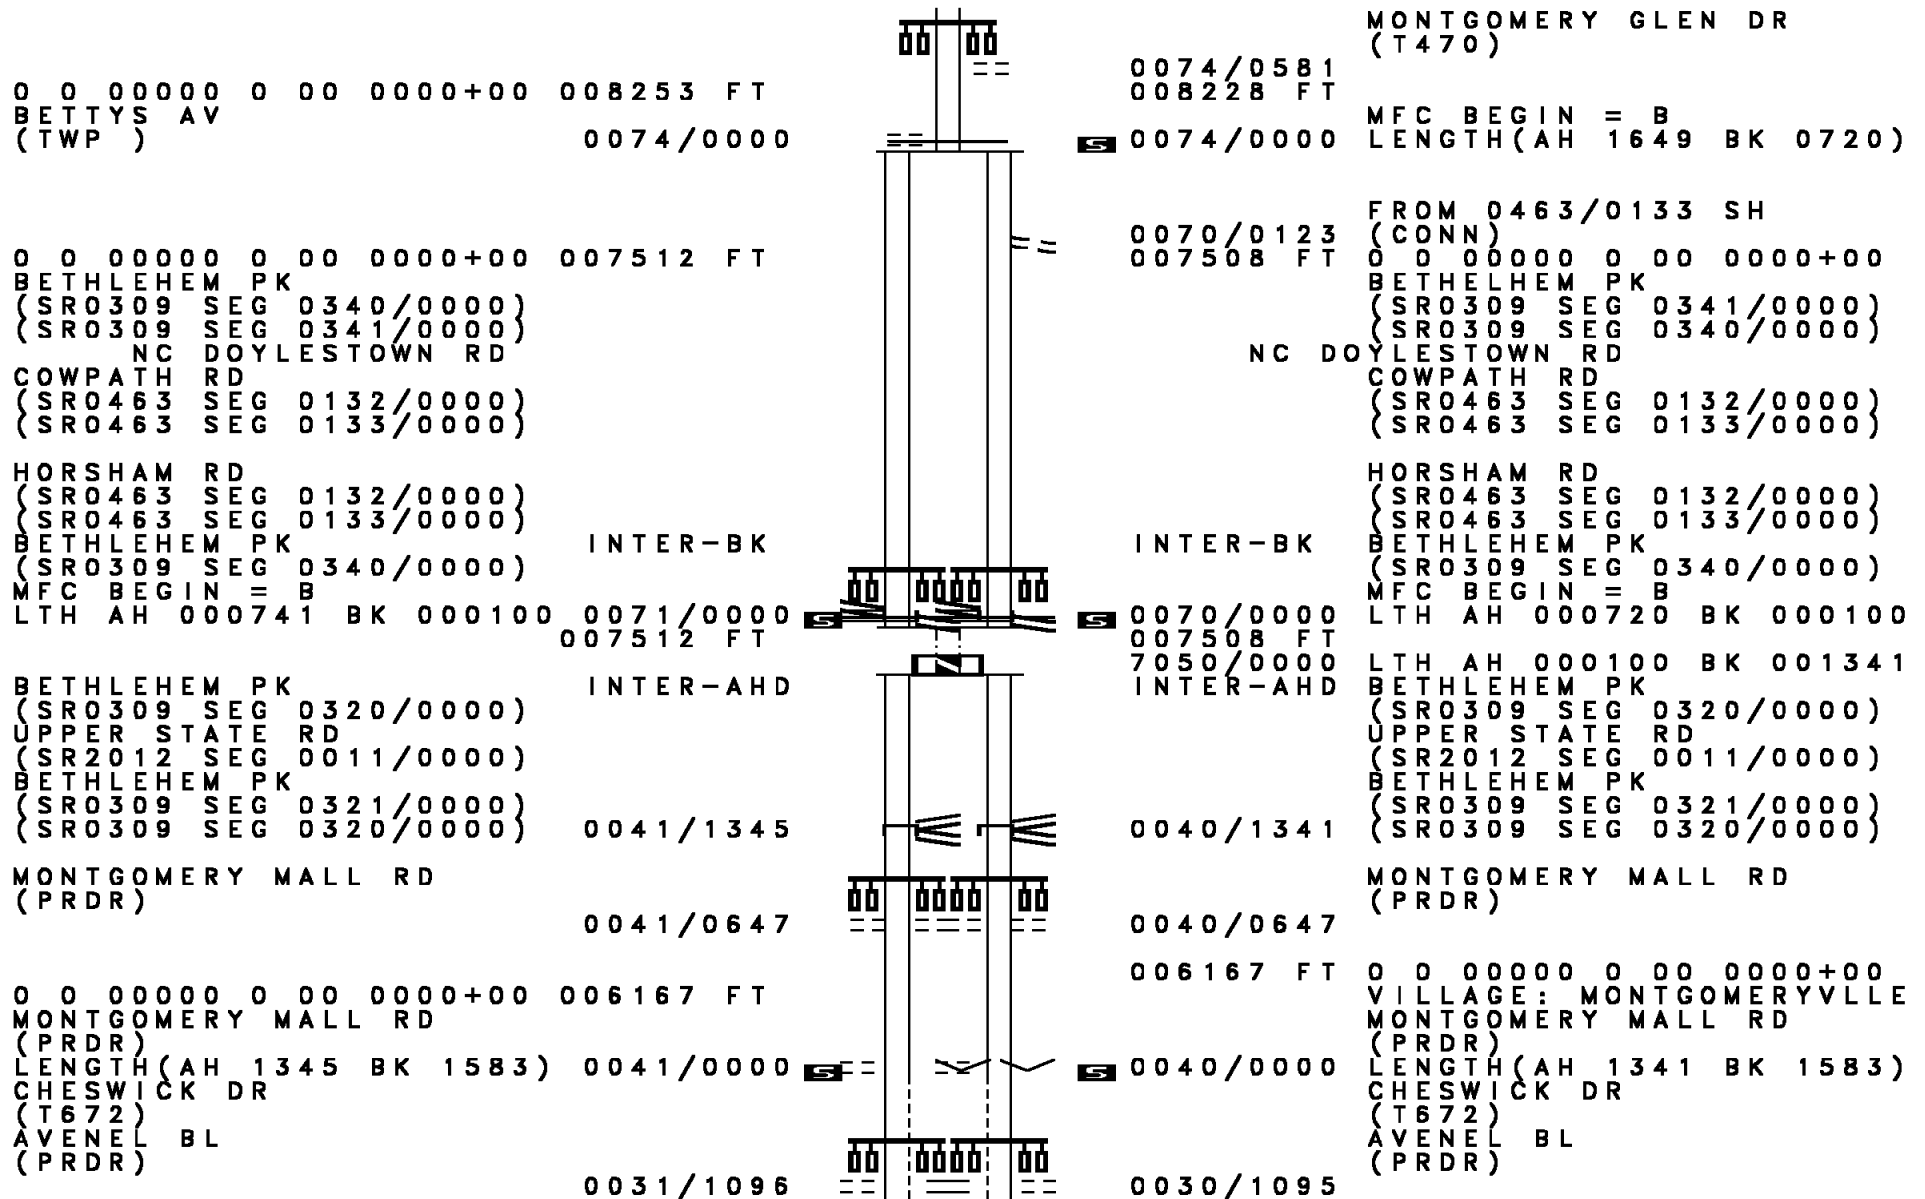 MONTGOMERY GLEN DR
(T470)
0074/0581
0 0 00000 0 00 0000+00 008253 FT 008228 FT
BETTYS AV MFC BEGIN = B
(TWP ) 0074/0000 S 0074/0000 LENGTH(AH 1649 BK 0720)
FROM 0463/0133 SH
0070/0123 (CONN)
0 0 00000 0 00 0000+00 007512 FT 007508 FT 0 0 00000 0 00 0000+00
BETHLEHEM PK BETHELHEM PK
(SR0309 SEG 0340/0000) (SR0309 SEG 0341/0000)
(SR0309 SEG 0341/0000) (SR0309 SEG 0340/0000)
NC DOYLESTOWN RD NC DOYLESTOWN RD
COWPATH RD COWPATH RD
(SR0463 SEG 0132/0000) (SR0463 SEG 0132/0000)
(SR0463 SEG 0133/0000) (SR0463 SEG 0133/0000)
HORSHAM RD HORSHAM RD
(SR0463 SEG 0132/0000) (SR0463 SEG 0132/0000)
(SR0463 SEG 0133/0000) (SR0463 SEG 0133/0000)
BETHLEHEM PK INTER-BK INTER-BK BETHLEHEM PK
(SR0309 SEG 0340/0000) (SR0309 SEG 0340/0000)
MFC BEGIN = B MFC BEGIN = B
LTH AH 000741 BK 000100 0071/0000 S S 0070/0000 LTH AH 000720 BK 000100
007512 FT 007508 FT
7050/0000 LTH AH 000100 BK 001341
BETHLEHEM PK INTER-AHD INTER-AHD BETHLEHEM PK
(SR0309 SEG 0320/0000) (SR0309 SEG 0320/0000)
UPPER STATE RD UPPER STATE RD
(SR2012 SEG 0011/0000) (SR2012 SEG 0011/0000)
BETHLEHEM PK BETHLEHEM PK
(SR0309 SEG 0321/0000) (SR0309 SEG 0321/0000)
(SR0309 SEG 0320/0000) 0041/1345 0040/1341 (SR0309 SEG 0320/0000)
MONTGOMERY MALL RD MONTGOMERY MALL RD
(PRDR) (PRDR)
0041/0647 0040/0647
006167 FT 0 0 00000 0 00 0000+00
0 0 00000 0 00 0000+00 006167 FT VILLAGE: MONTGOMERYVLLE
MONTGOMERY MALL RD MONTGOMERY MALL RD
(PRDR) (PRDR)
LENGTH(AH 1345 BK 1583) 0041/0000 S S 0040/0000 LENGTH(AH 1341 BK 1583)
CHESWICK DR CHESWICK DR
(T672) (T672)
AVENEL BL AVENEL BL
(PRDR) (PRDR)
0031/1096 0030/1095